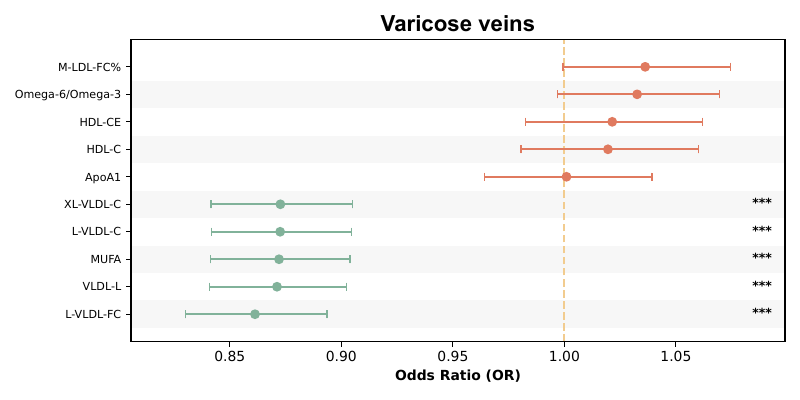 Varicose veins
M-LDL-FC%
Omega-6/Omega-3
HDL-CE
HDL-C
ApoA1
XL-VLDL-C ***
L-VLDL-C ***
MUFA ***
VLDL-L ***
L-VLDL-FC ***
0.85 0.90 0.95 1.00 1.05
Odds Ratio (OR)